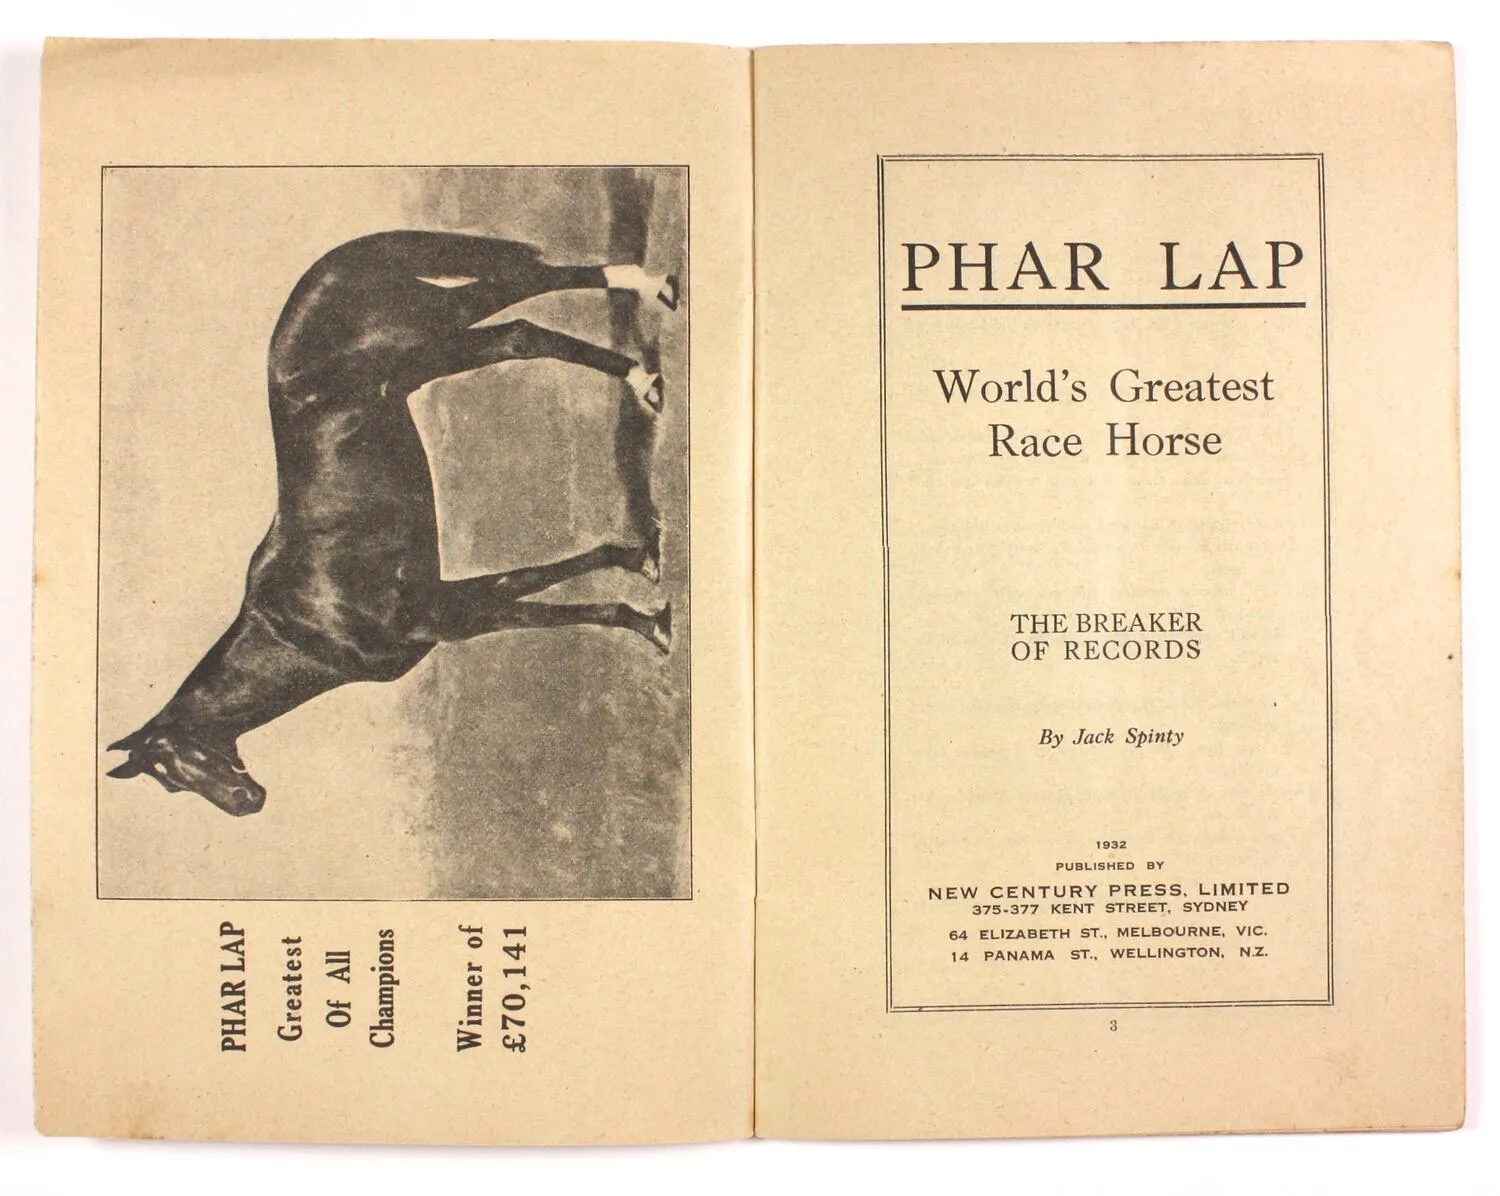 PHAR LAP
Greatest
Of All
Champions
Winner of
£70,141
PHAR LAP
World's Greatest
Race Horse
THE BREAKER
OF RECORDS
By Jack Spinty
1932
PUBLISHED BY
NEW CENTURY PRESS, LIMITED
375-377 KENT STREET, SYDNEY
64 ELIZABETH ST., MELBOURNE, VIC.
14 PANAMA ST., WELLINGTON, N.Z.
3